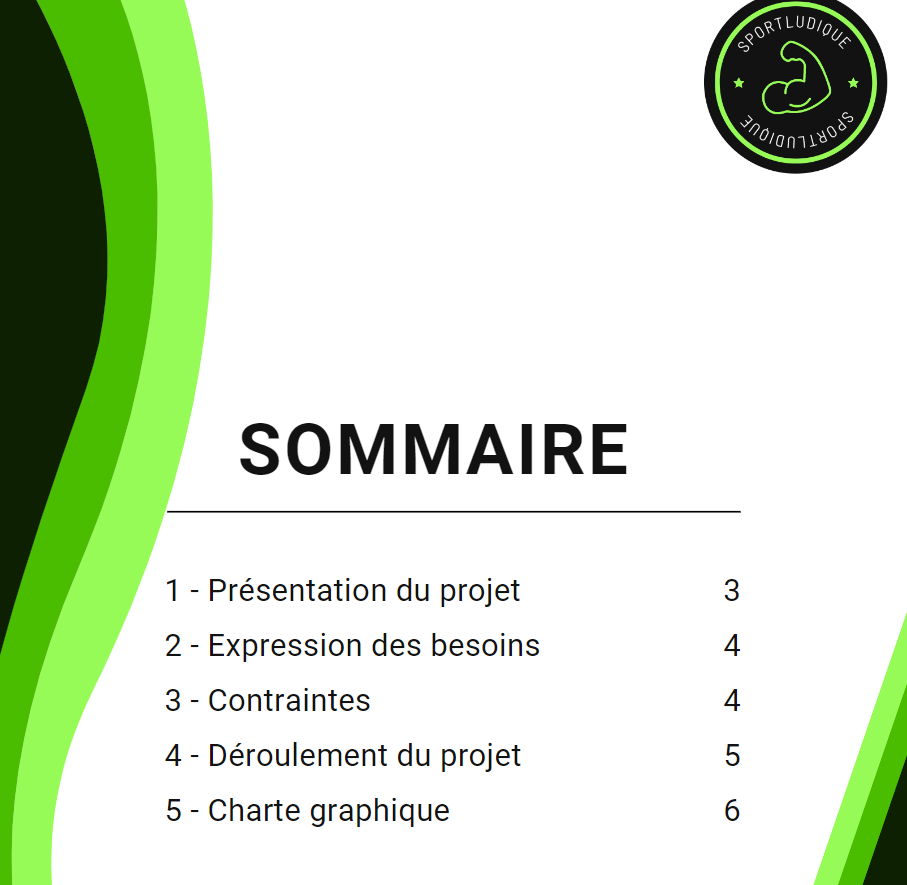 SPORTLUDIQUE
SPORTLUDIQUE
SOMMAIRE
1 - Présentation du projet 3
2 - Expression des besoins 4
3 - Contraintes 4
4 - Déroulement du projet 5
5 - Charte graphique 6